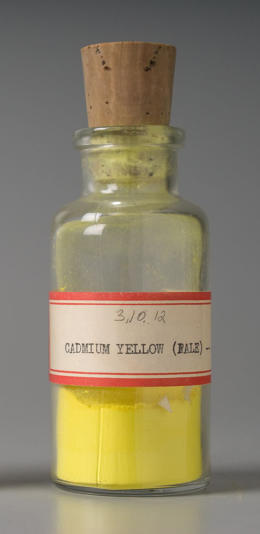 3.10.12
CADMIUM YELLOW (PALE) -